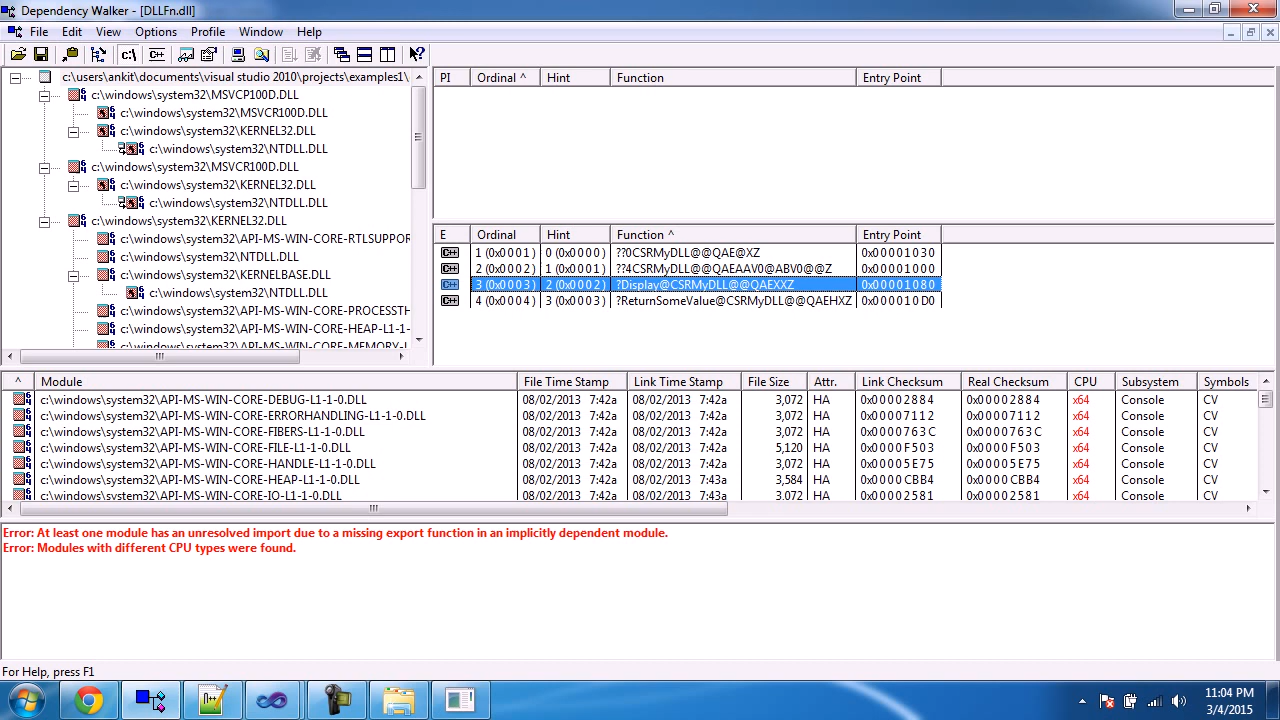 Dependency Walker - [DLLFn.dll]
File Edit View Options Profile Window Help
c:\ C++
c:\users\ankit\documents\visual studio 2010\projects\examples1\
c:\windows\system32\MSVCP100D.DLL
c:\windows\system32\MSVCR100D.DLL
c:\windows\system32\KERNEL32.DLL
c:\windows\system32\NTDLL.DLL
c:\windows\system32\MSVCR100D.DLL
c:\windows\system32\KERNEL32.DLL
c:\windows\system32\NTDLL.DLL
c:\windows\system32\KERNEL32.DLL
c:\windows\system32\API-MS-WIN-CORE-RTLSUPPOR
c:\windows\system32\NTDLL.DLL
c:\windows\system32\KERNELBASE.DLL
c:\windows\system32\NTDLL.DLL
c:\windows\system32\API-MS-WIN-CORE-PROCESSTH
c:\windows\system32\API-MS-WIN-CORE-HEAP-L1-1-
c:\windows\system32\API-MS-WIN-CORE-MEMORY-L
PI Ordinal ^ Hint Function Entry Point
E Ordinal Hint Function ^ Entry Point
C++ 1 (0x0001) 0 (0x0000) ??0CSRMyDLL@@QAE@XZ 0x00001030
C++ 2 (0x0002) 1 (0x0001) ??4CSRMyDLL@@QAEAAV0@ABV0@@Z 0x00001000
C++ 3 (0x0003) 2 (0x0002) ?Display@CSRMyDLL@@QAEXXZ 0x00001080
C++ 4 (0x0004) 3 (0x0003) ?ReturnSomeValue@CSRMyDLL@@QAEHXZ 0x000010D0
^ Module File Time Stamp Link Time Stamp File Size Attr. Link Checksum Real Checksum CPU Subsystem Symbols
c:\windows\system32\API-MS-WIN-CORE-DEBUG-L1-1-0.DLL 08/02/2013 7:42a 08/02/2013 7:42a 3,072 HA 0x00002884 0x00002884 x64 Console CV
c:\windows\system32\API-MS-WIN-CORE-ERRORHANDLING-L1-1-0.DLL 08/02/2013 7:42a 08/02/2013 7:42a 3,072 HA 0x00007112 0x00007112 x64 Console CV
c:\windows\system32\API-MS-WIN-CORE-FIBERS-L1-1-0.DLL 08/02/2013 7:42a 08/02/2013 7:42a 3,072 HA 0x0000763C 0x0000763C x64 Console CV
c:\windows\system32\API-MS-WIN-CORE-FILE-L1-1-0.DLL 08/02/2013 7:42a 08/02/2013 7:42a 5,120 HA 0x0000F503 0x0000F503 x64 Console CV
c:\windows\system32\API-MS-WIN-CORE-HANDLE-L1-1-0.DLL 08/02/2013 7:42a 08/02/2013 7:42a 3,072 HA 0x00005E75 0x00005E75 x64 Console CV
c:\windows\system32\API-MS-WIN-CORE-HEAP-L1-1-0.DLL 08/02/2013 7:42a 08/02/2013 7:43a 3,584 HA 0x0000CBB4 0x0000CBB4 x64 Console CV
c:\windows\system32\API-MS-WIN-CORE-IO-L1-1-0.DLL 08/02/2013 7:42a 08/02/2013 7:43a 3,072 HA 0x00002581 0x00002581 x64 Console CV
Error: At least one module has an unresolved import due to a missing export function in an implicitly dependent module.
Error: Modules with different CPU types were found.
For Help, press F1
11:04 PM
3/4/2015